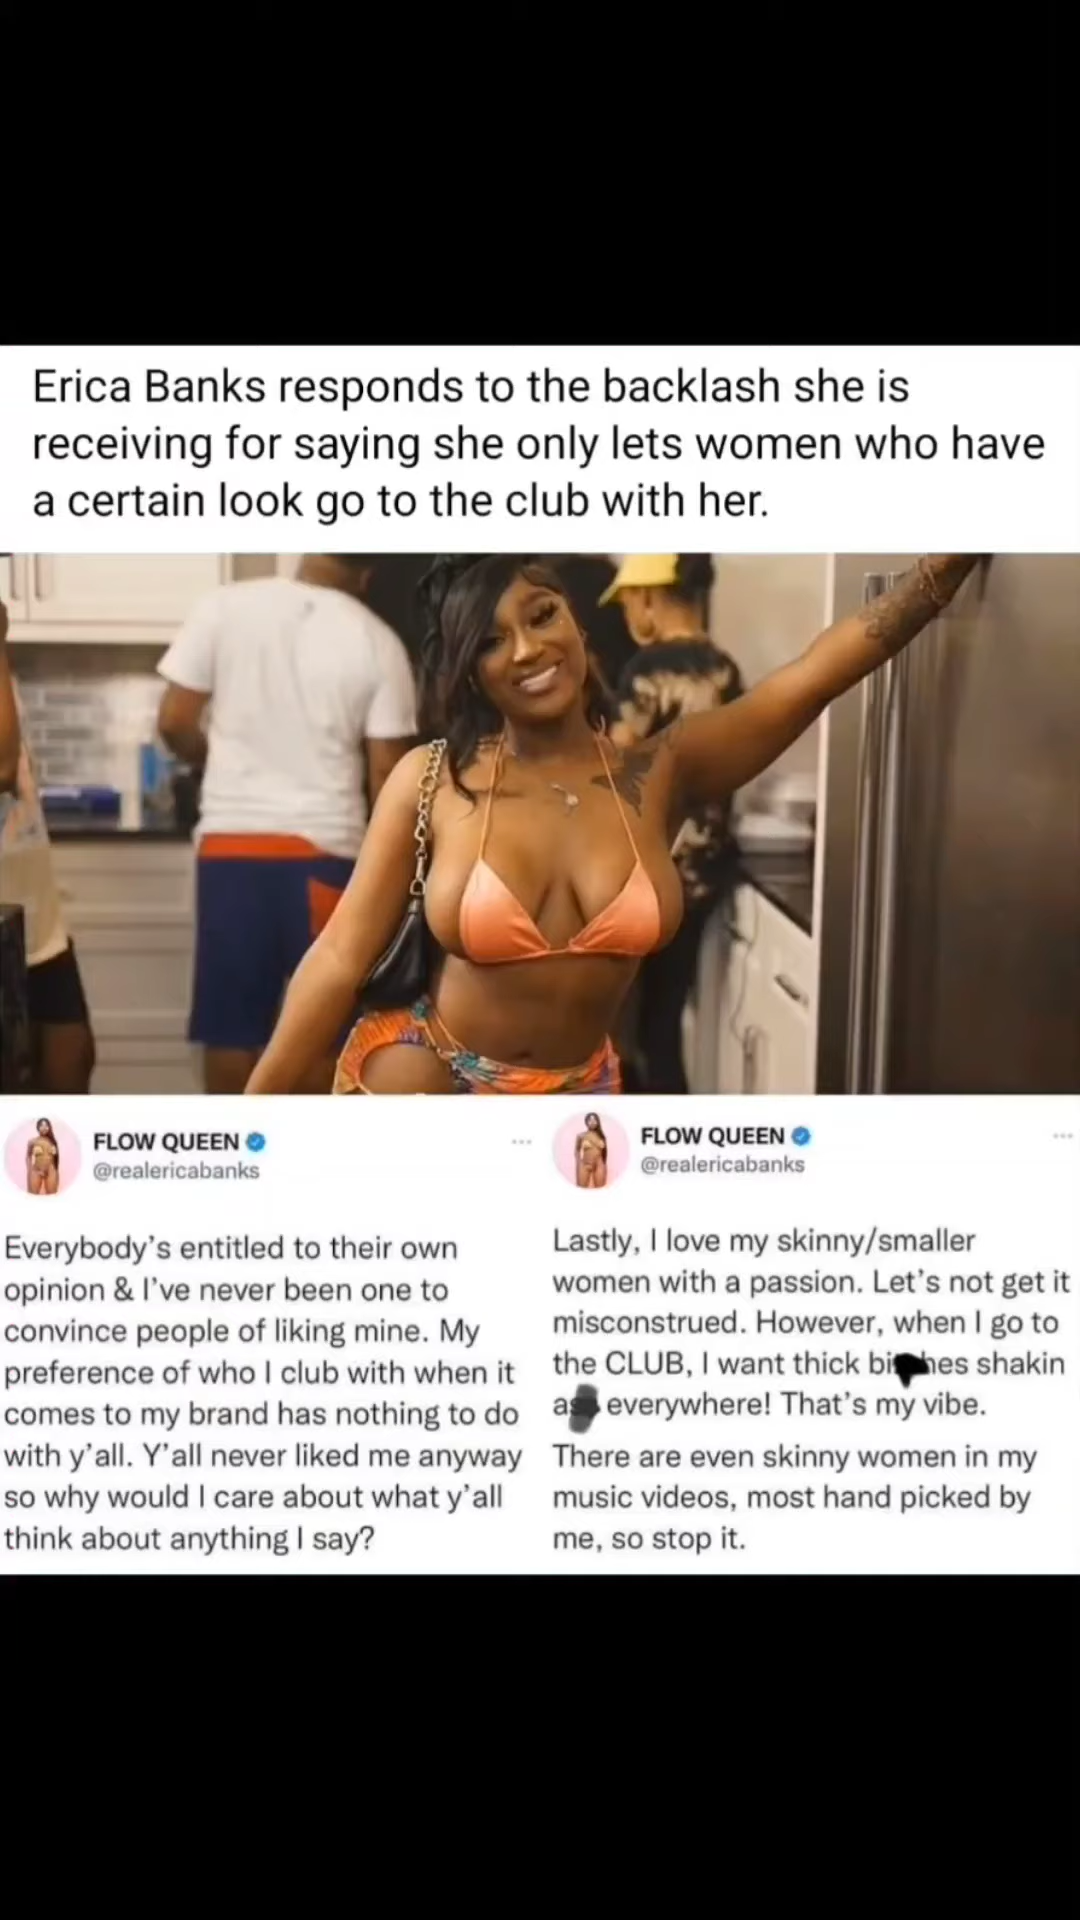 Erica Banks responds to the backlash she is
receiving for saying she only lets women who have
a certain look go to the club with her.
FLOW QUEEN
@realericabanks
Everybody's entitled to their own
opinion & I've never been one to
convince people of liking mine. My
preference of who I club with when it
comes to my brand has nothing to do
with y'all. Y'all never liked me anyway
so why would I care about what y'all
think about anything I say?
FLOW QUEEN
@realericabanks
Lastly, I love my skinny/smaller
women with a passion. Let's not get it
misconstrued. However, when I go to
the CLUB, I want thick bi hes shakin
as everywhere! That's my vibe.
There are even skinny women in my
music videos, most hand picked by
me, so stop it.